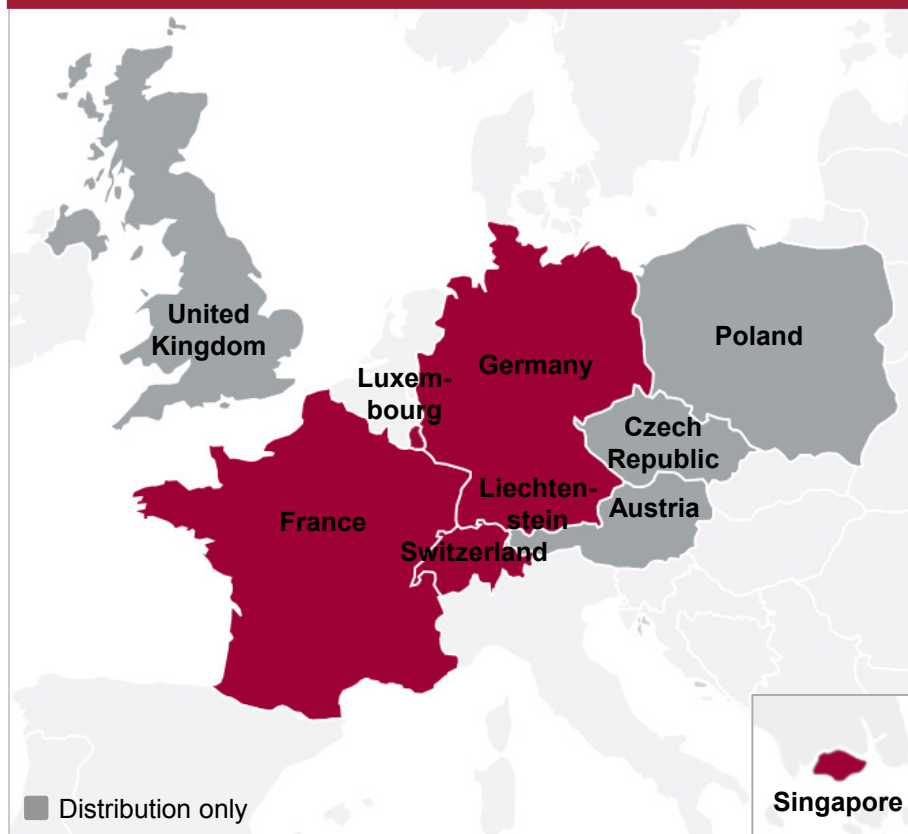 United
Kingdom
Poland
Germany
Luxem-
bourg
Czech
Republic
Liechten-
stein
Austria
France
Switzerland
Distribution only
Singapore